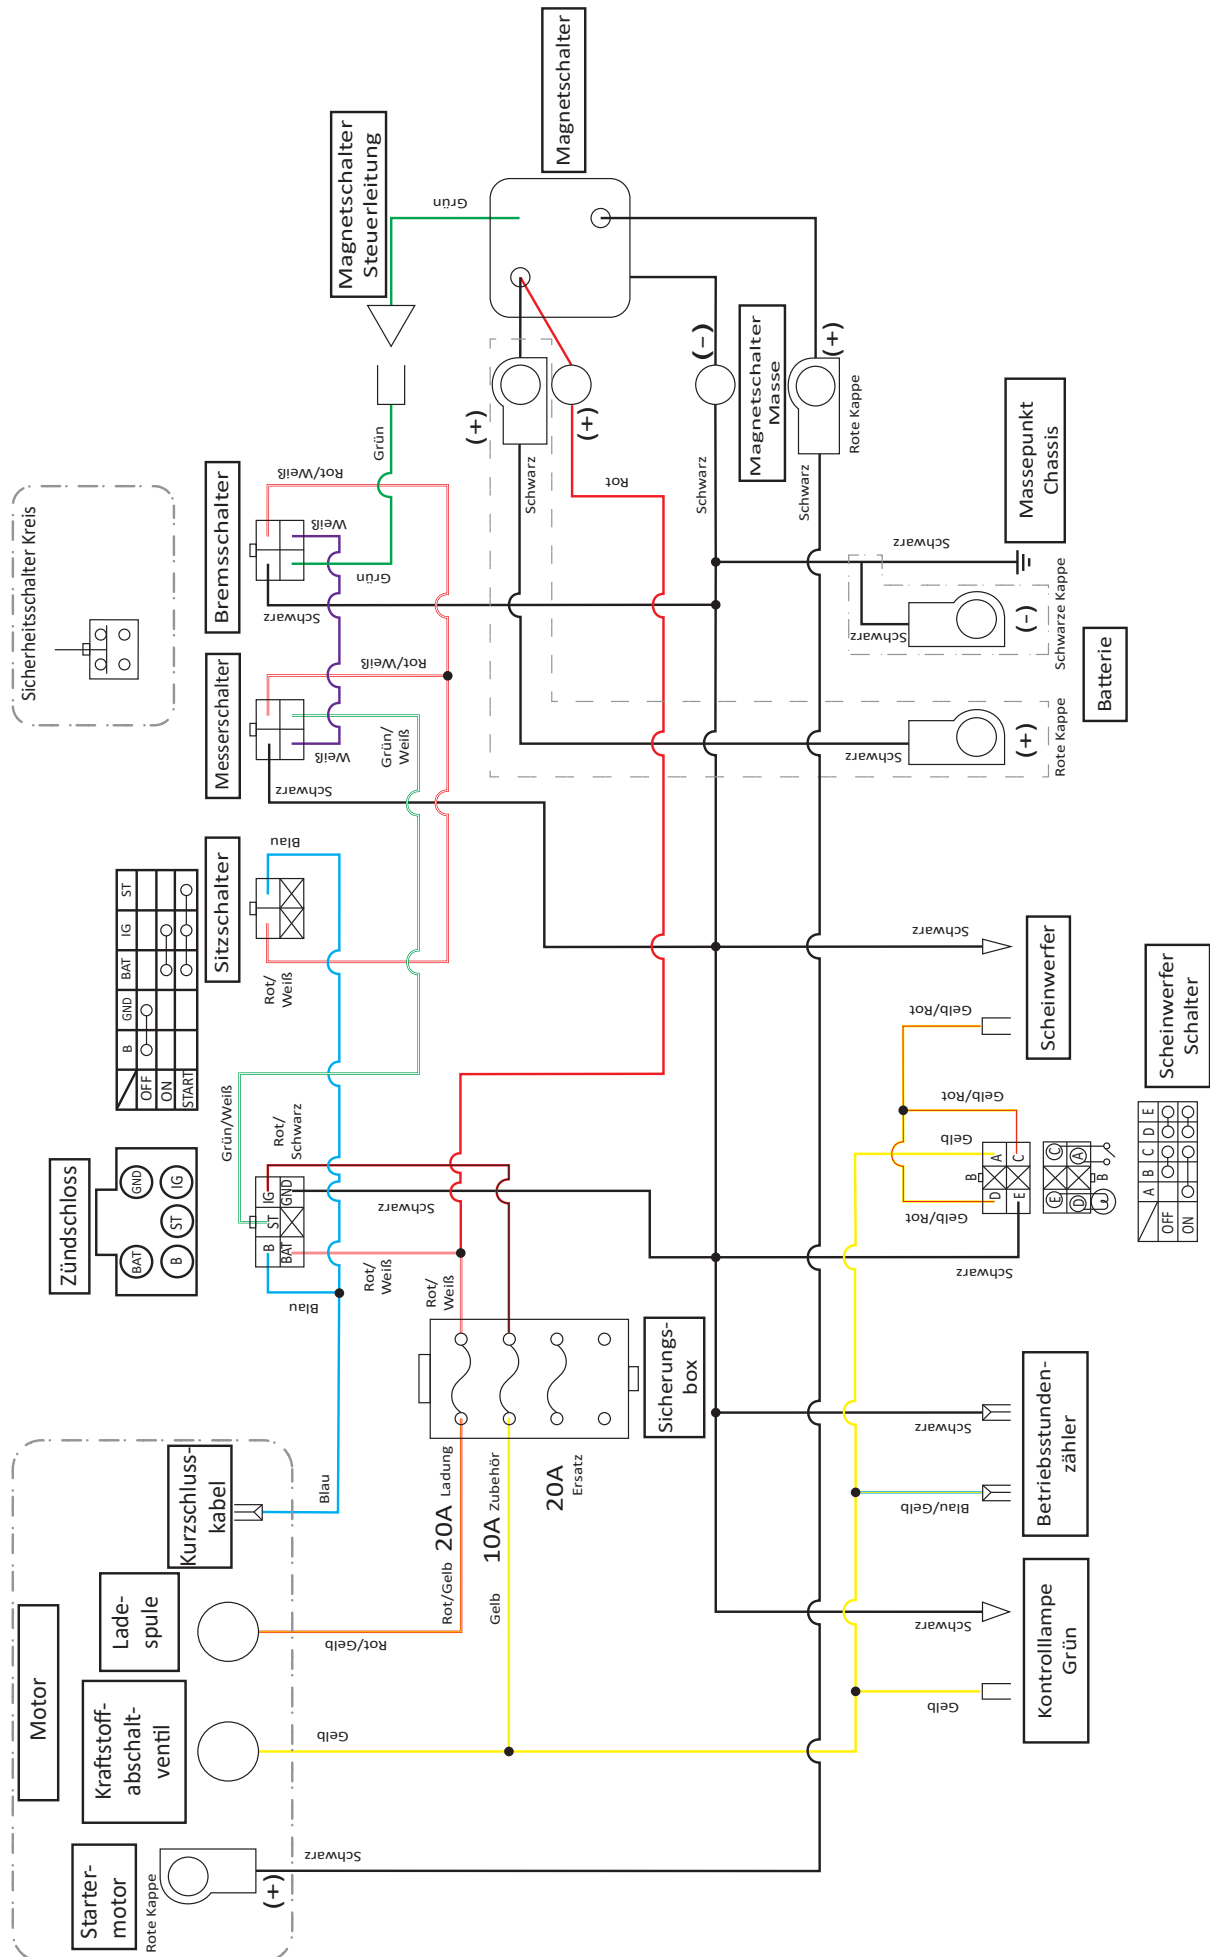 Motor
Starter-
motor
Rote Kappe
(+)
Schwarz
Kraftstoff-
abschalt-
ventil
Gelb
Lade-
spule
Rot/Gelb
Kurzschluss-
kabel
Blau
Zündschloss
BAT
GND
B
ST
IG
B
ST
IG
BAT
GND
Blau
Rot/
Weiß
Rot/
Schwarz
Schwarz
Grün/Weiß
B
GND
BAT
IG
ST
OFF
ON
START
Sitzschalter
Rot/
Weiß
Blau
Messerschalter
Schwarz
Weiß
Grün/
Weiß
Rot/Weiß
Bremsschalter
Schwarz
Grün
Weiß
Rot/Weiß
Sicherheitsschalter Kreis
Magnetschalter
Steuerleitung
Grün
Grün
Magnetschalter
(+)
Schwarz
(+)
Rot
(-)
Schwarz
Magnetschalter
Masse
(+)
Rote Kappe
Schwarz
Rot/Gelb
20A Ladung
Gelb
10A Zubehör
20A
Ersatz
Rot/
Weiß
Sicherungs-
box
Kontrolllampe
Grün
Gelb
Schwarz
Betriebsstunden-
zähler
Blau/Gelb
Schwarz
Schwarz
Gelb/Rot
Gelb
Gelb/Rot
B
D
A
E
C
E
C
D
A
B
Scheinwerfer
Schalter
A
B
C
D
E
OFF
ON
Scheinwerfer
Gelb/Rot
Schwarz
Batterie
Schwarz
(+)
Rote Kappe
Schwarz
(-)
Schwarze Kappe
Massepunkt
Chassis
Schwarz